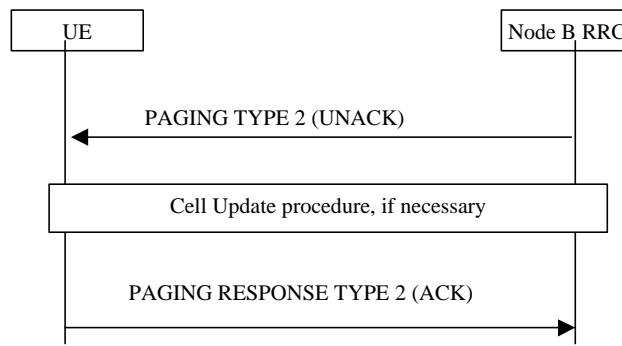 UE
Node B RRC
PAGING TYPE 2 (UNACK)
Cell Update procedure, if necessary
PAGING RESPONSE TYPE 2 (ACK)